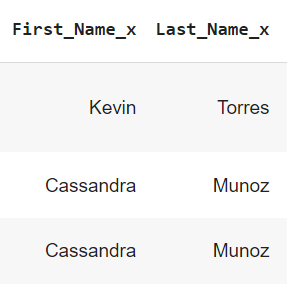 First_Name_x Last_Name_x
Kevin Torres
Cassandra Munoz
Cassandra Munoz